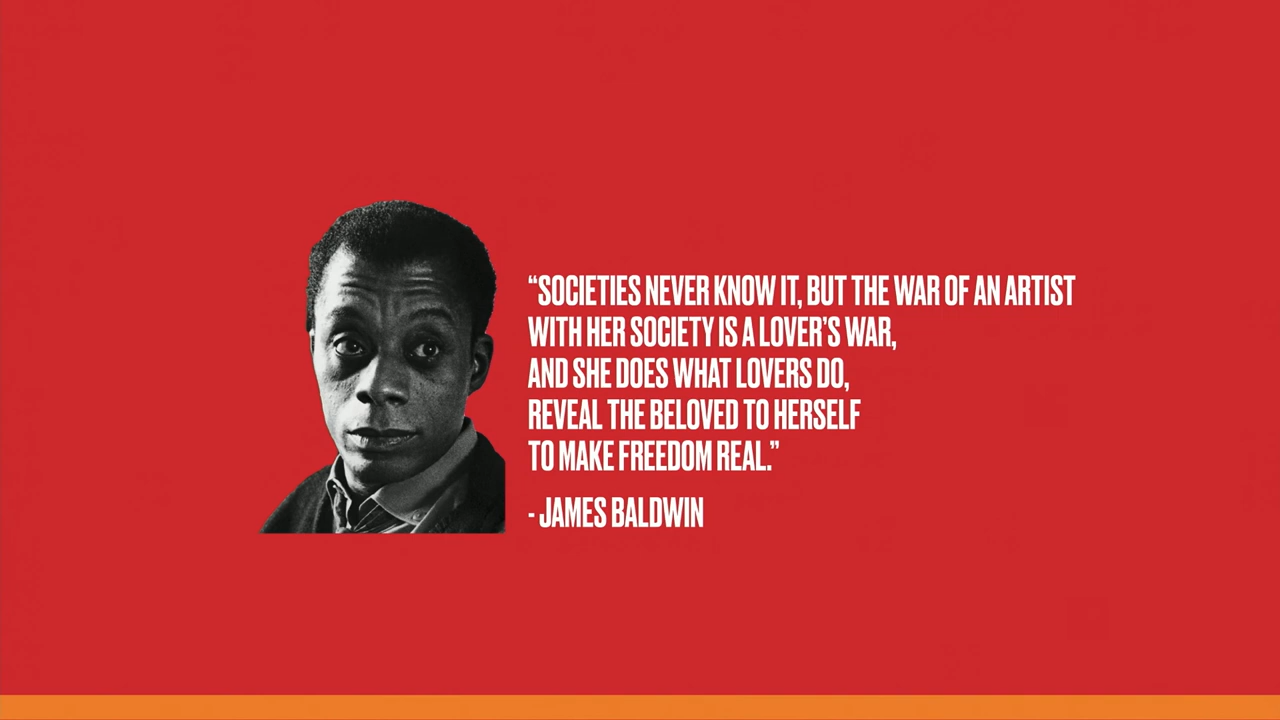 “SOCIETIES NEVER KNOW IT, BUT THE WAR OF AN ARTIST
WITH HER SOCIETY IS A LOVER’S WAR,
AND SHE DOES WHAT LOVERS DO,
REVEAL THE BELOVED TO HERSELF
TO MAKE FREEDOM REAL.”
- JAMES BALDWIN